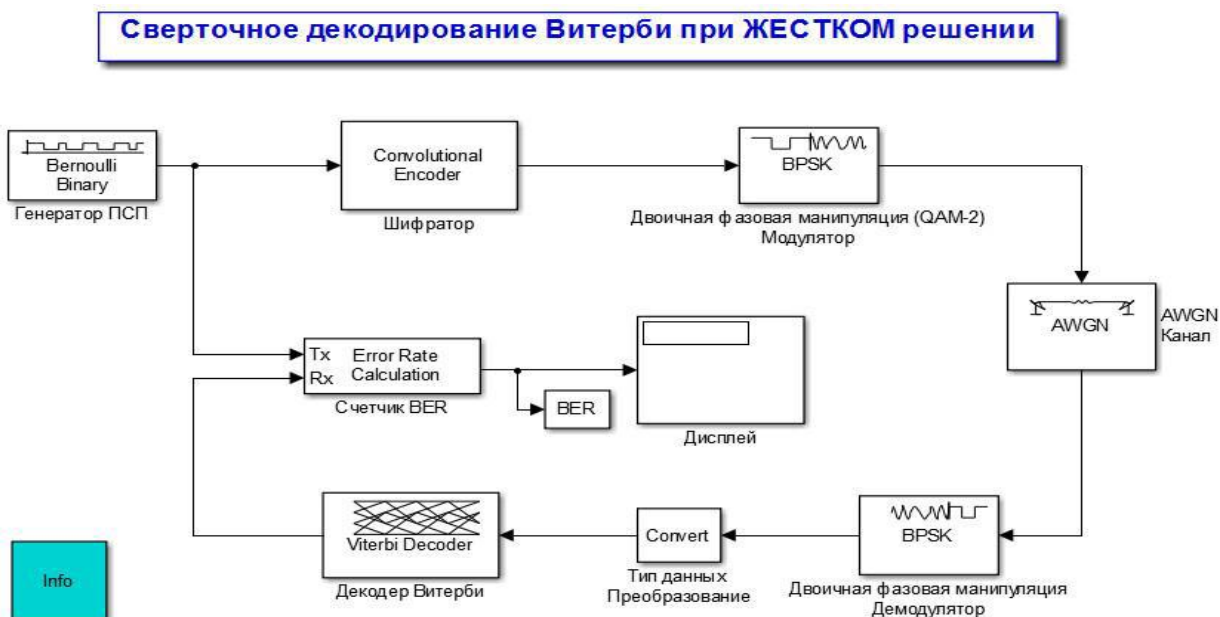 Сверточное декодирование Витерби при ЖЕСТКОМ решении
Bernoulli
Binary
Генератор ПСП
Convolutional
Encoder
Шифратор
BPSK
Двоичная фазовая манипуляция (QAM-2)
Модулятор
AWGN
AWGN
Канал
Tx
Rx
Error Rate
Calculation
Счетчик BER
BER
Дисплей
Viterbi Decoder
Декодер Витерби
Convert
Тип данных
Преобразование
BPSK
Двоичная фазовая манипуляция
Демодулятор
Info